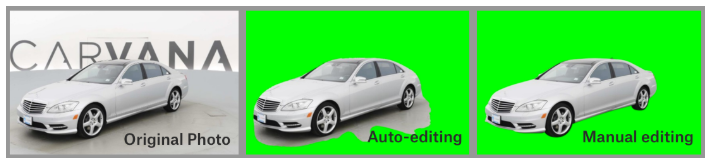 CARVANA
Original Photo
Auto-editing
Manual editing